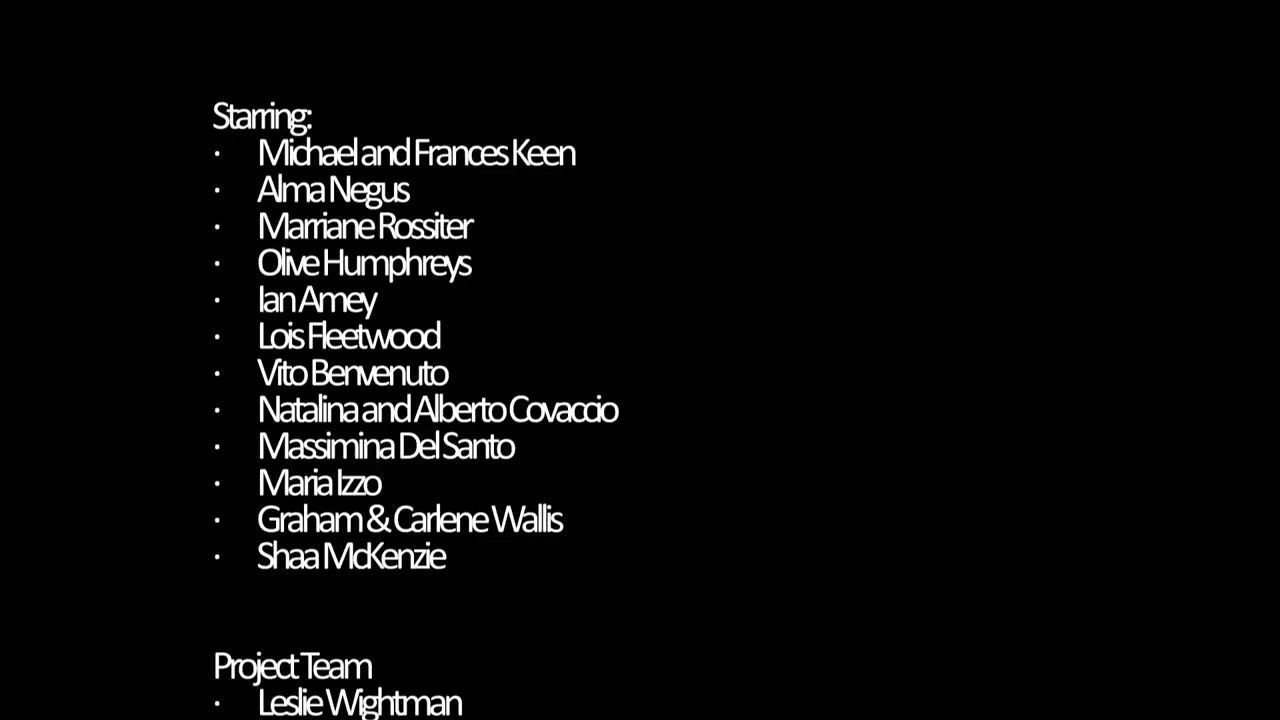 Starring:
· Michael and Frances Keen
· Alma Negus
· Marriane Rossiter
· Olive Humphreys
· Ian Amey
· Lois Fleetwood
· Vito Benvenuto
· Natalina and Alberto Covaccio
· Massimina Del Santo
· Maria Izzo
· Graham & Carlene Wallis
· Shaa McKenzie
Project Team
· Leslie Wightman